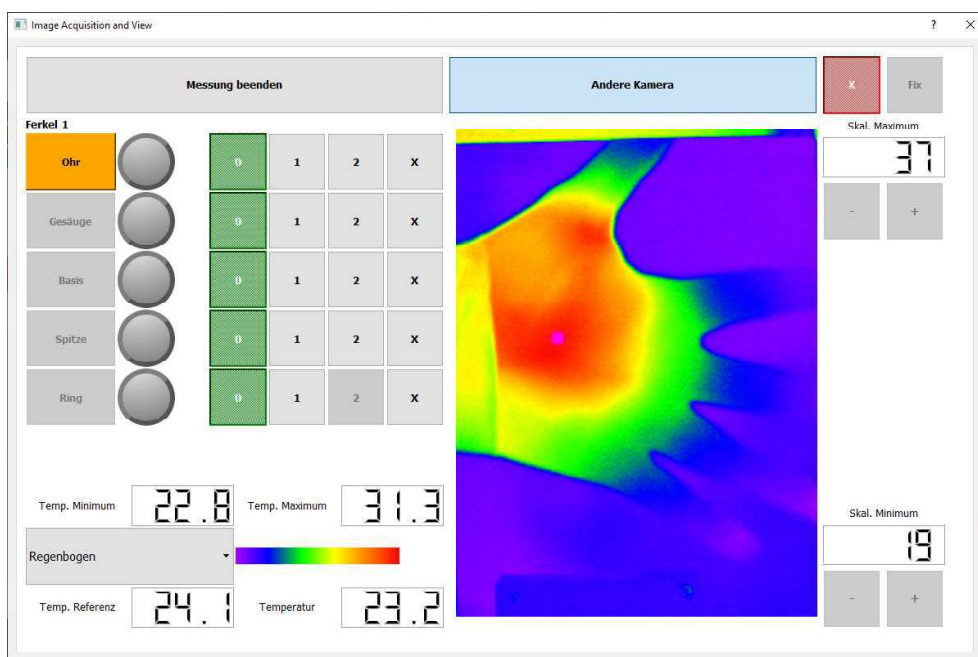 Image Acquisition and View
? X
Messung beenden
Andere Kamera
X
Fix
Ferkel 1
Skal. Maximum
37
- +
Ohr 0 1 2 X
Gesäuge 0 1 2 X
Basis 0 1 2 X
Spitze 0 1 2 X
Ring 0 1 2 X
Temp. Minimum 22.8 Temp. Maximum 31.3
Skal. Minimum
19
Regenbogen
- +
Temp. Referenz 24.1 Temperatur 23.2